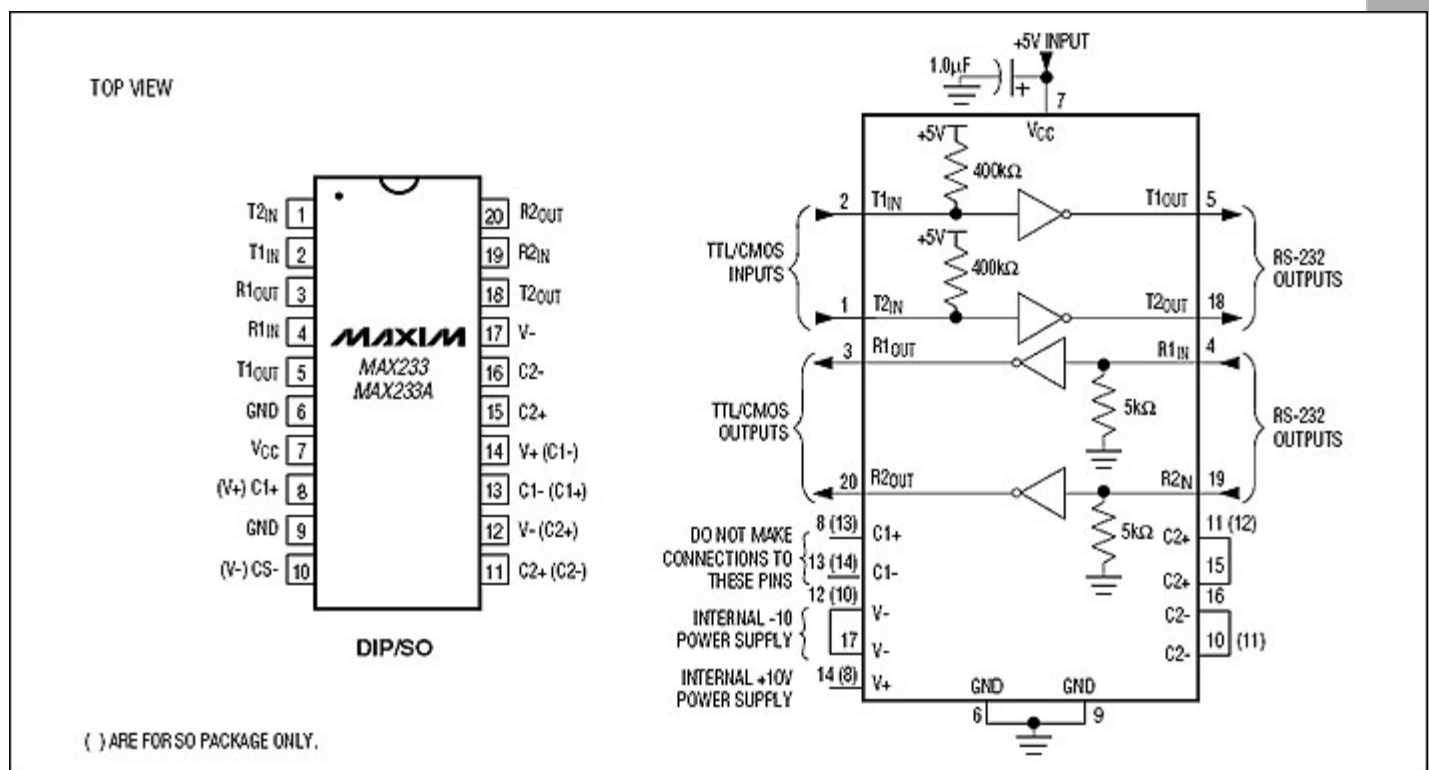 TOP VIEW
T2IN 1
T1IN 2
R1OUT 3
R1IN 4
T1OUT 5
GND 6
VCC 7
(V+) C1+ 8
GND 9
(V-) CS- 10
MAXIM
MAX233
MAX233A
20 R2OUT
19 R2IN
18 T2OUT
17 V-
16 C2-
15 C2+
14 V+ (C1-)
13 C1- (C1+)
12 V- (C2+)
11 C2+ (C2-)
DIP/SO
( ) ARE FOR SO PACKAGE ONLY.
+5V INPUT
1.0µF
+
7
VCC
+5V
400kΩ
2 T1IN T1OUT 5
+5V
400kΩ
TTL/CMOS
INPUTS
RS-232
OUTPUTS
1 T2IN T2OUT 18
3 R1OUT R1IN 4
5kΩ
TTL/CMOS
OUTPUTS
RS-232
OUTPUTS
20 R2OUT R2N 19
5kΩ
DO NOT MAKE
CONNECTIONS TO
THESE PINS
8 (13) C1+
13 (14) C1-
C2+ 11 (12)
C2+ 15
INTERNAL -10
POWER SUPPLY
12 (10) V-
17 V-
16 C2-
C2- 10 (11)
INTERNAL +10V
POWER SUPPLY
14 (8) V+
GND GND
6 9